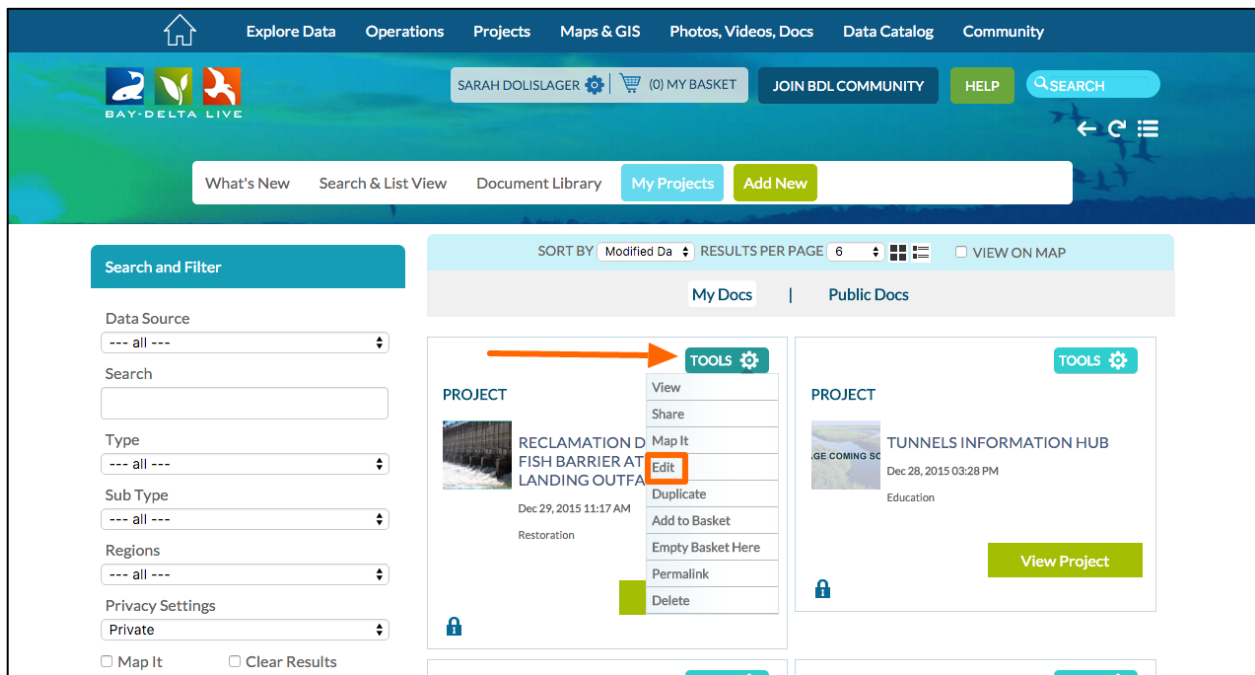 Explore Data Operations Projects Maps & GIS Photos, Videos, Docs Data Catalog Community
BAY-DELTA LIVE
SARAH DOLISLAGER (0) MY BASKET JOIN BDL COMMUNITY HELP SEARCH
What's New Search & List View Document Library My Projects Add New
Search and Filter
Data Source
--- all ---
Search
Type
--- all ---
Sub Type
--- all ---
Regions
--- all ---
Privacy Settings
Private
Map It Clear Results
SORT BY Modified Da RESULTS PER PAGE 6 VIEW ON MAP
My Docs | Public Docs
TOOLS
PROJECT
RECLAMATION D
FISH BARRIER AT
LANDING OUTFA
Dec 29, 2015 11:17 AM
Restoration
View
Share
Map It
Edit
Duplicate
Add to Basket
Empty Basket Here
Permalink
Delete
TOOLS
PROJECT
GE COMING SO
TUNNELS INFORMATION HUB
Dec 28, 2015 03:28 PM
Education
View Project